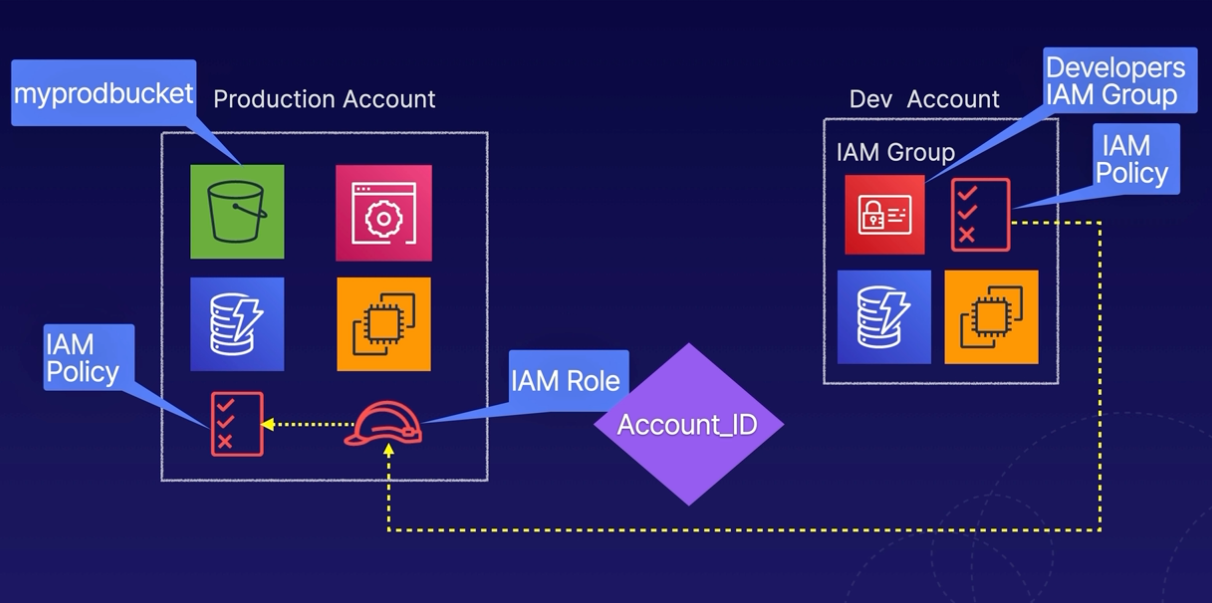 myprodbucket
Production Account
IAM
Policy
IAM Role
Account_ID
Dev Account
Developers
IAM Group
IAM Group
IAM
Policy